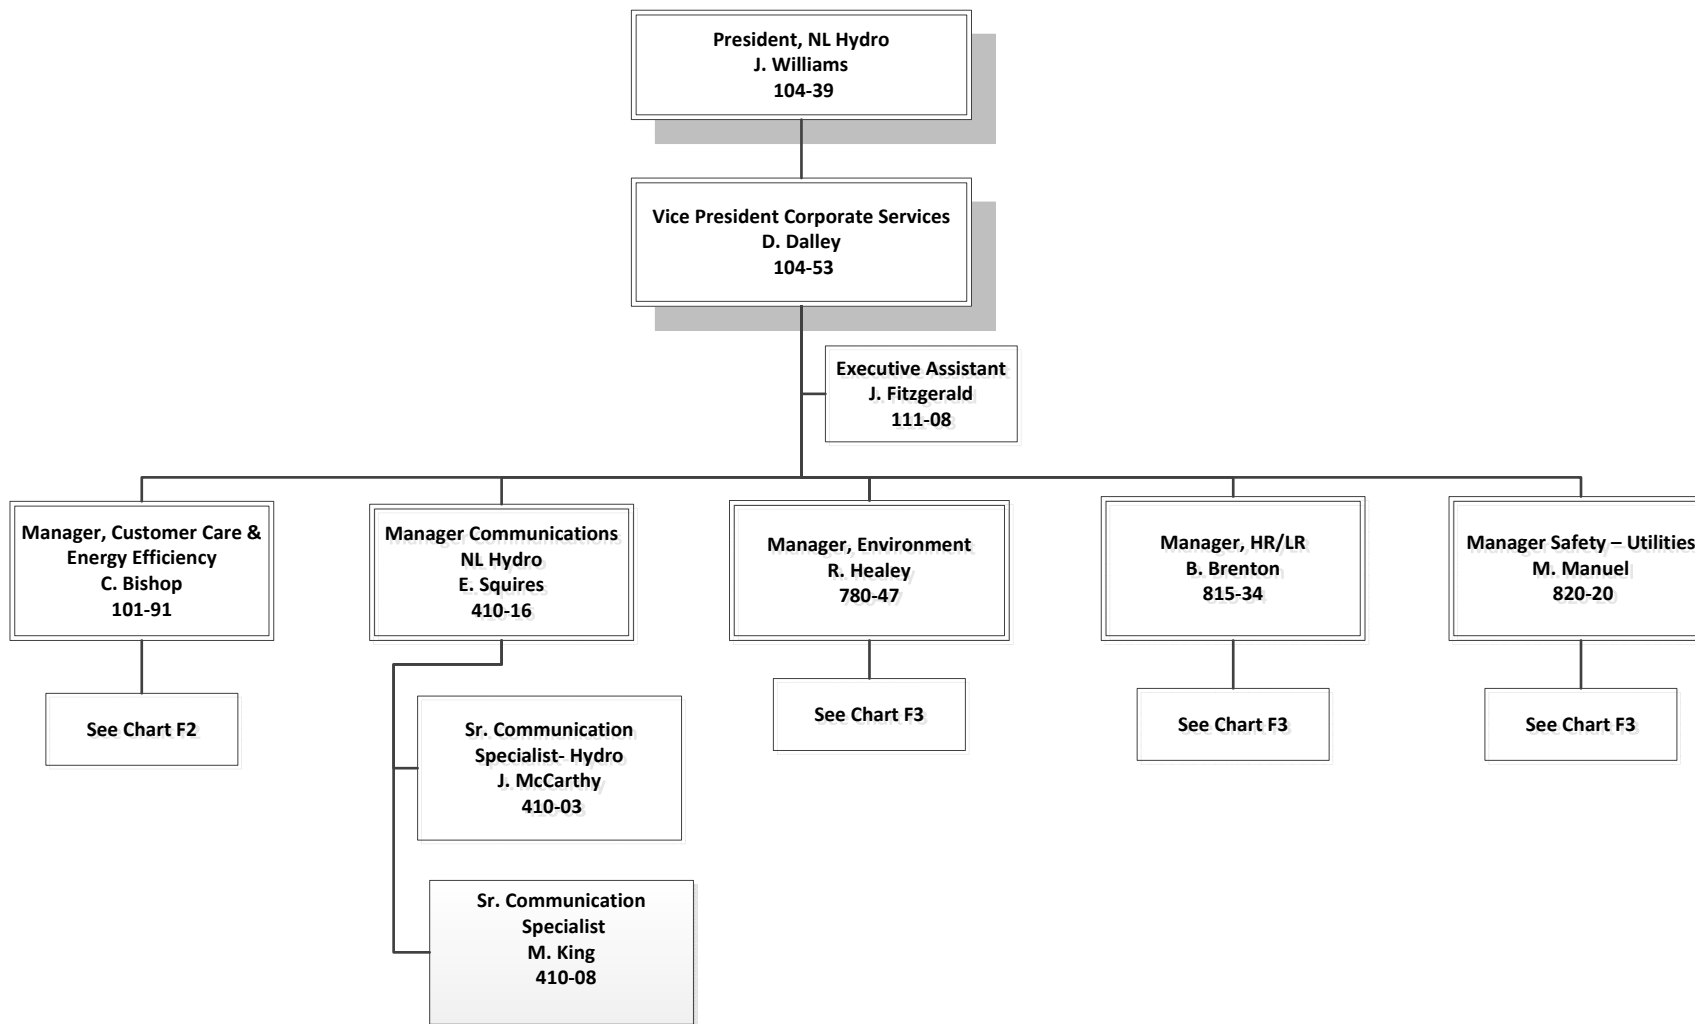 President, NL Hydro
J. Williams
104-39
Vice President Corporate Services
D. Dalley
104-53
Executive Assistant
J. Fitzgerald
111-08
Manager, Customer Care &
Energy Efficiency
C. Bishop
101-91
Manager Communications
NL Hydro
E. Squires
410-16
Manager, Environment
R. Healey
780-47
Manager, HR/LR
B. Brenton
815-34
Manager Safety – Utilities
M. Manuel
820-20
See Chart F2
Sr. Communication
Specialist- Hydro
J. McCarthy
410-03
Sr. Communication
Specialist
M. King
410-08
See Chart F3
See Chart F3
See Chart F3